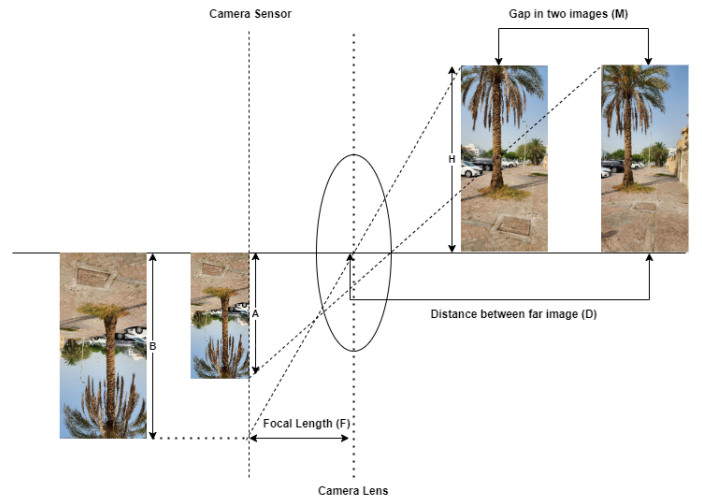 Camera Sensor
Gap in two images (M)
H
A
B
Distance between far image (D)
Focal Length (F)
Camera Lens